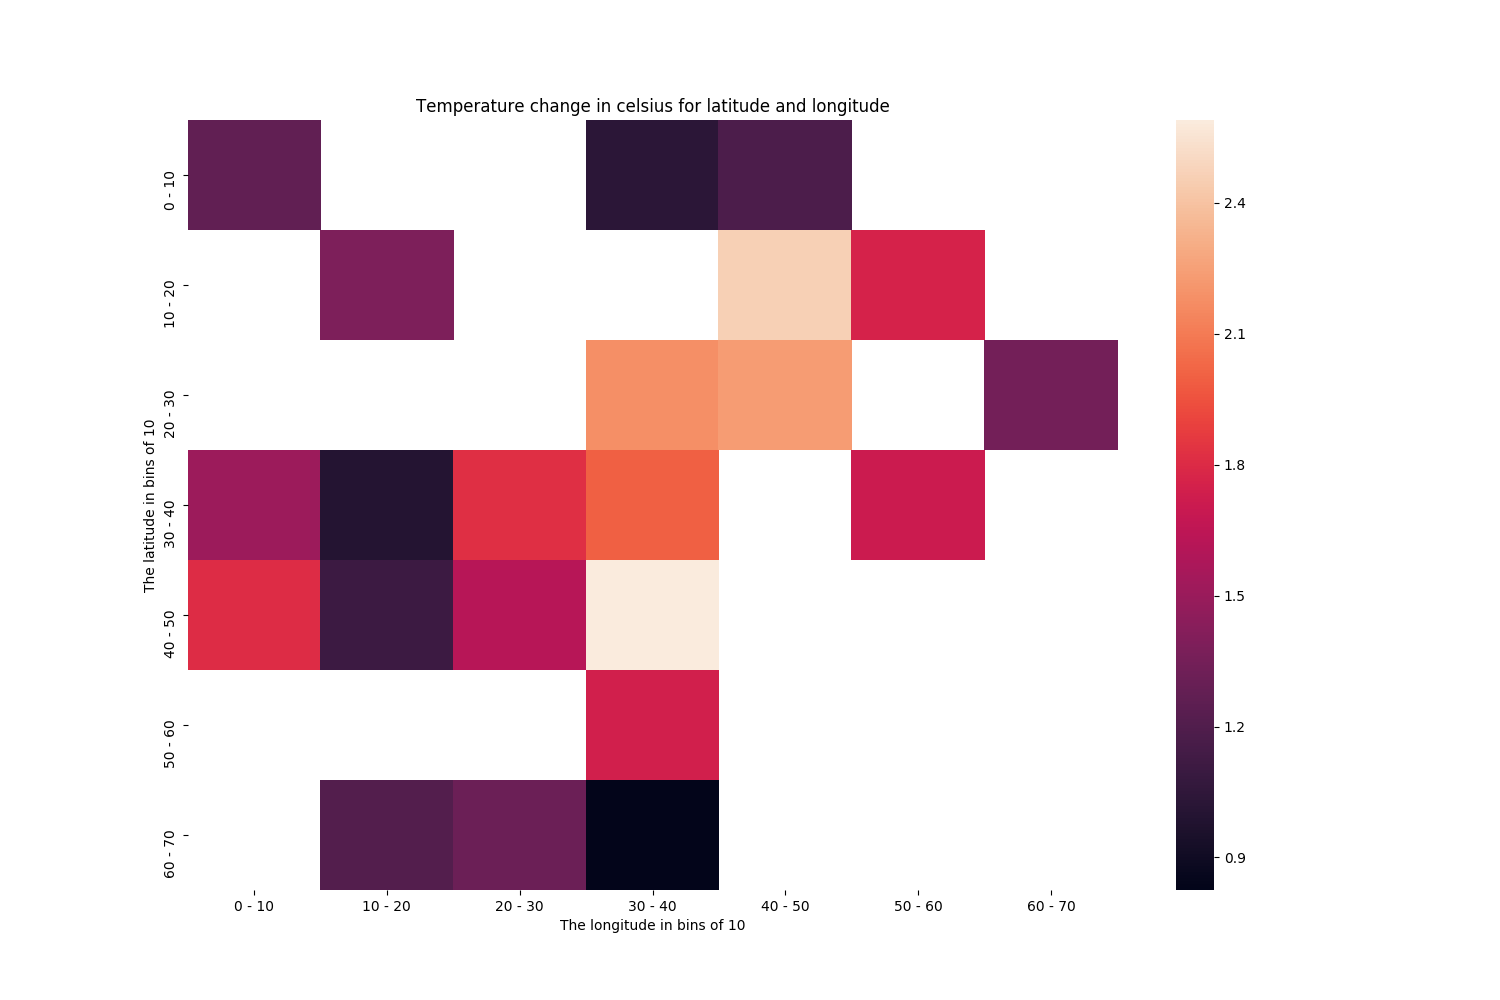 Temperature change in celsius for latitude and longitude
The latitude in bins of 10
0 - 10
10 - 20
20 - 30
30 - 40
40 - 50
50 - 60
60 - 70
0 - 10
10 - 20
20 - 30
30 - 40
40 - 50
50 - 60
60 - 70
The longitude in bins of 10
2.4
2.1
1.8
1.5
1.2
0.9